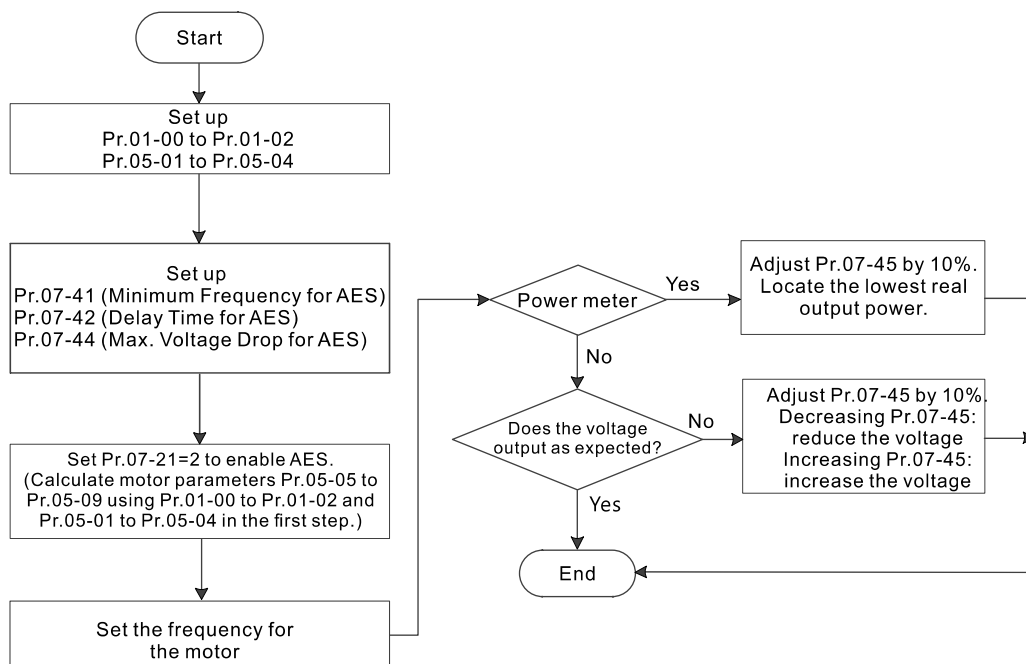 Start
Set up
Pr.01-00 to Pr.01-02
Pr.05-01 to Pr.05-04
Set up
Pr.07-41 (Minimum Frequency for AES)
Pr.07-42 (Delay Time for AES)
Pr.07-44 (Max. Voltage Drop for AES)
Set Pr.07-21=2 to enable AES.
(Calculate motor parameters Pr.05-05 to
Pr.05-09 using Pr.01-00 to Pr.01-02 and
Pr.05-01 to Pr.05-04 in the first step.)
Set the frequency for
the motor
Power meter
Yes
Adjust Pr.07-45 by 10%.
Locate the lowest real
output power.
No
Does the voltage
output as expected?
No
Adjust Pr.07-45 by 10%.
Decreasing Pr.07-45:
reduce the voltage
Increasing Pr.07-45:
increase the voltage
Yes
End